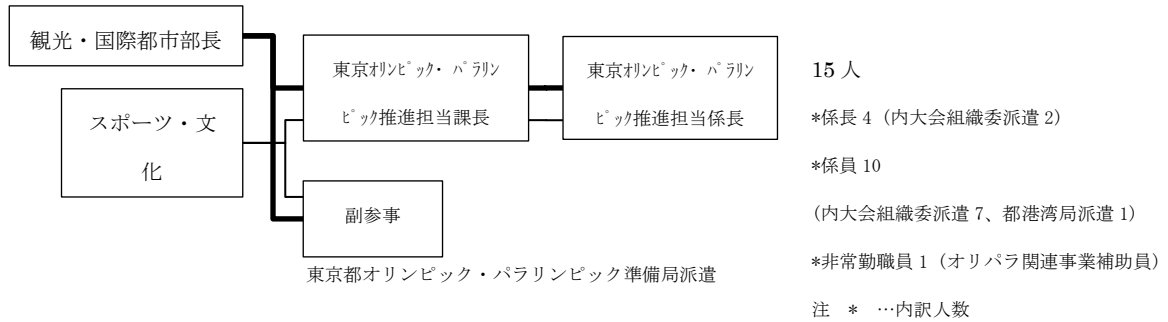 観光・国際都市部長
スポーツ・文
化
東京ｵﾘﾝﾋﾟｯｸ・ﾊﾟﾗﾘﾝ
ﾋﾟｯｸ推進担当課長
東京ｵﾘﾝﾋﾟｯｸ・ﾊﾟﾗﾘﾝ
ﾋﾟｯｸ推進担当係長
副参事
東京都オリンピック・パラリンピック準備局派遣
15人
*係長 4（内大会組織委派遣 2）
*係員 10
(内大会組織委派遣 7、都港湾局派遣 1）
*非常勤職員 1（オリパラ関連事業補助員）
注　*　…内訳人数